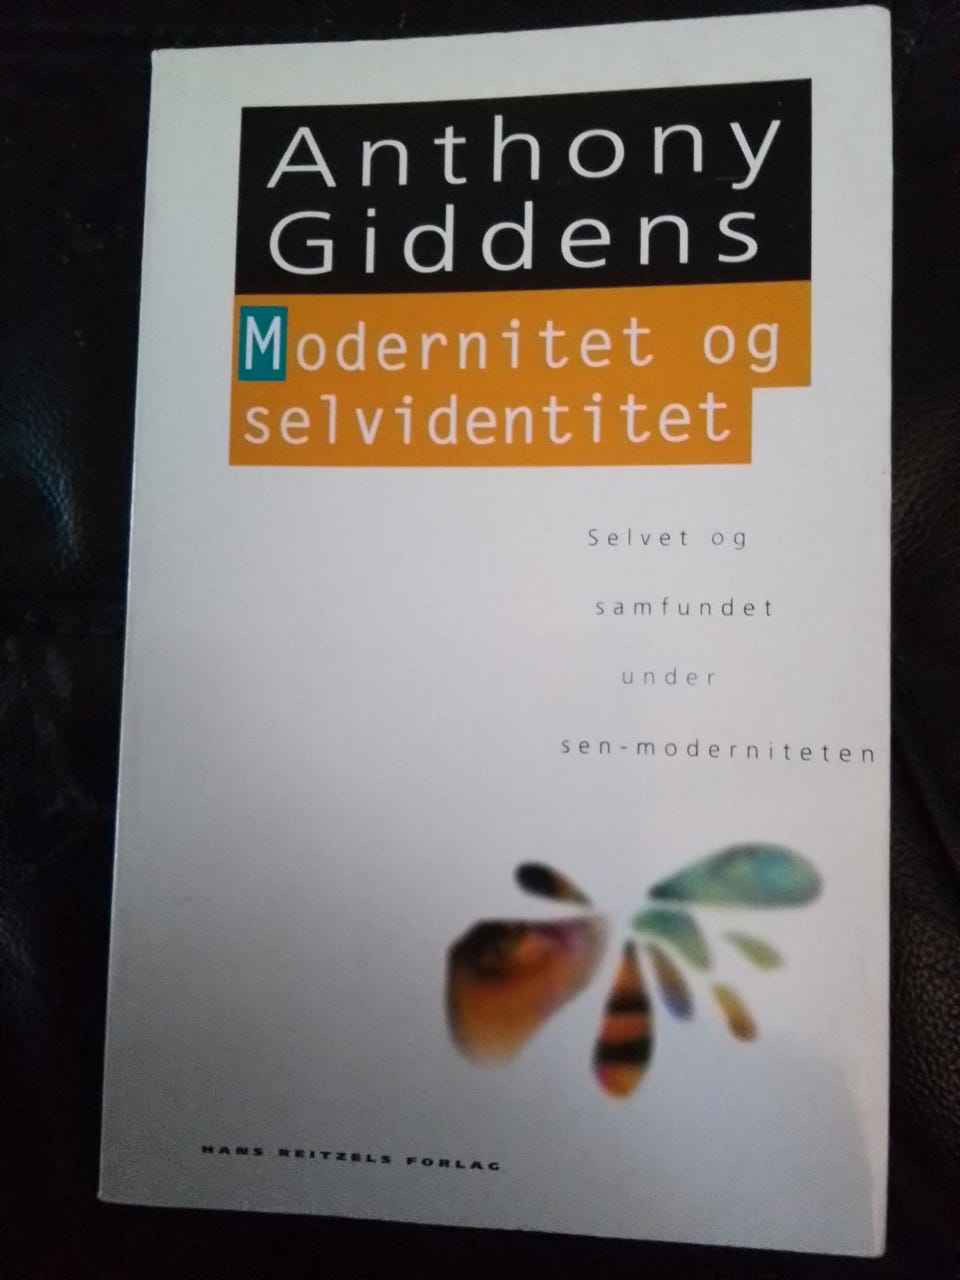 Anthony
Giddens
Modernitet og
selvidentitet
Selvet og
samfundet
under
sen-moderniteten
HANS REITZELS FORLAG